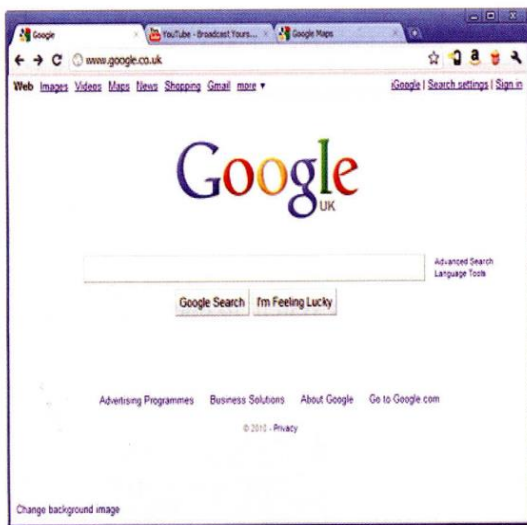 Google YouTube - Broadcast Yours... Google Maps
www.google.co.uk
Web Images Videos Maps News Shopping Gmail more ▼ iGoogle | Search settings | Sign in
Google
UK
Advanced Search
Language Tools
Google Search I'm Feeling Lucky
Advertising Programmes Business Solutions About Google Go to Google.com
© 2010 - Privacy
Change background image